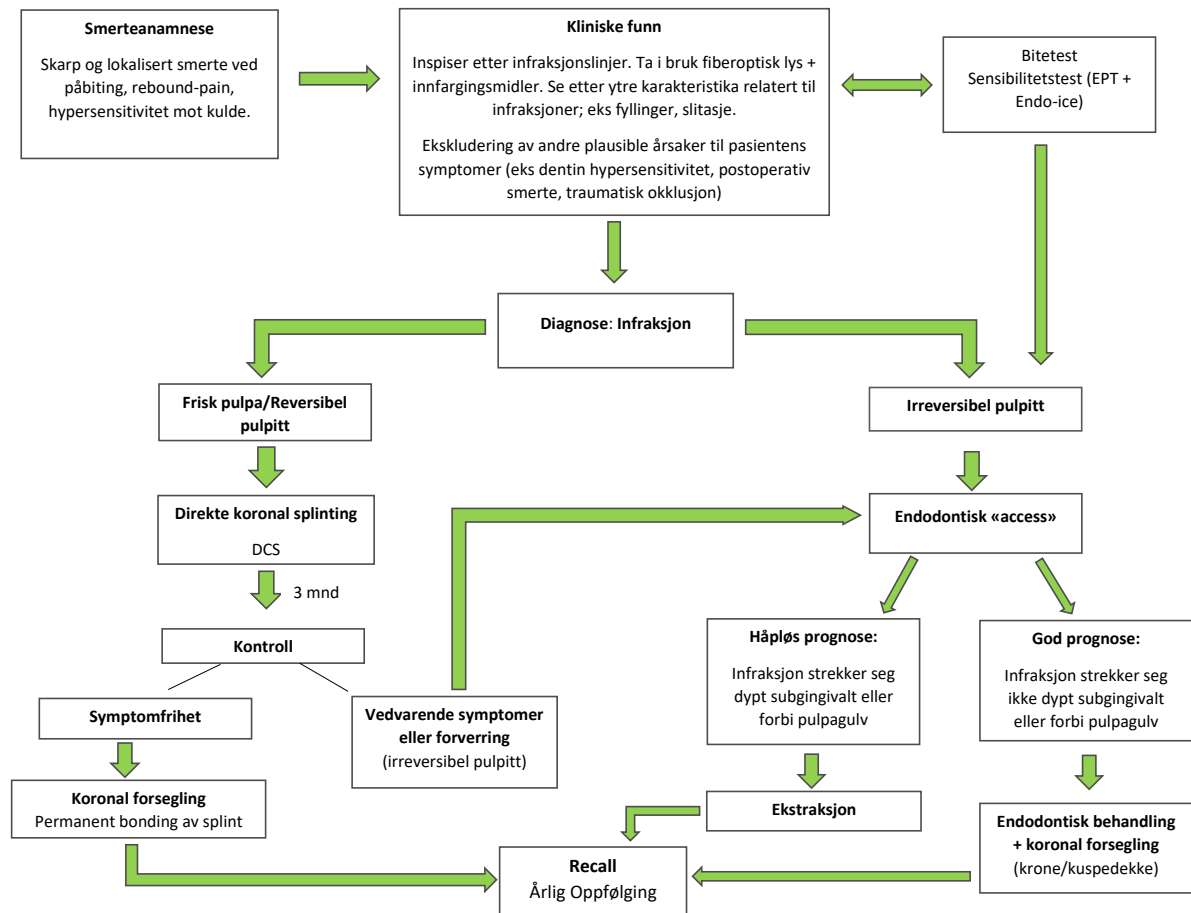 Smerteanamnese
Skarp og lokalisert smerte ved
påbiting, rebound-pain,
hypersensitivitet mot kulde.
Kliniske funn
Inspiser etter infraksjonslinjer. Ta i bruk fiberoptisk lys +
innfargingsmidler. Se etter ytre karakteristika relatert til
infraksjoner; eks fyllinger, slitasje.
Ekskludering av andre plausible årsaker til pasientens
symptomer (eks dentin hypersensitivitet, postoperativ
smerte, traumatisk okklusjon)
Bitetest
Sensibilitetstest (EPT +
Endo-ice)
Diagnose: Infraksjon
Frisk pulpa/Reversibel
pulpitt
Irreversibel pulpitt
Direkte koronal splinting
DCS
Endodontisk «access»
3 mnd
Kontroll
Symptomfrihet
Vedvarende symptomer
eller forverring
(irreversibel pulpitt)
Håpløs prognose:
Infraksjon strekker seg
dypt subgingivalt eller
forbi pulpagulv
God prognose:
Infraksjon strekker seg
ikke dypt subgingivalt
eller forbi pulpagulv
Koronal forsegling
Permanent bonding av splint
Ekstraksjon
Endodontisk behandling
+ koronal forsegling
(krone/kuspedekke)
Recall
Årlig Oppfølging